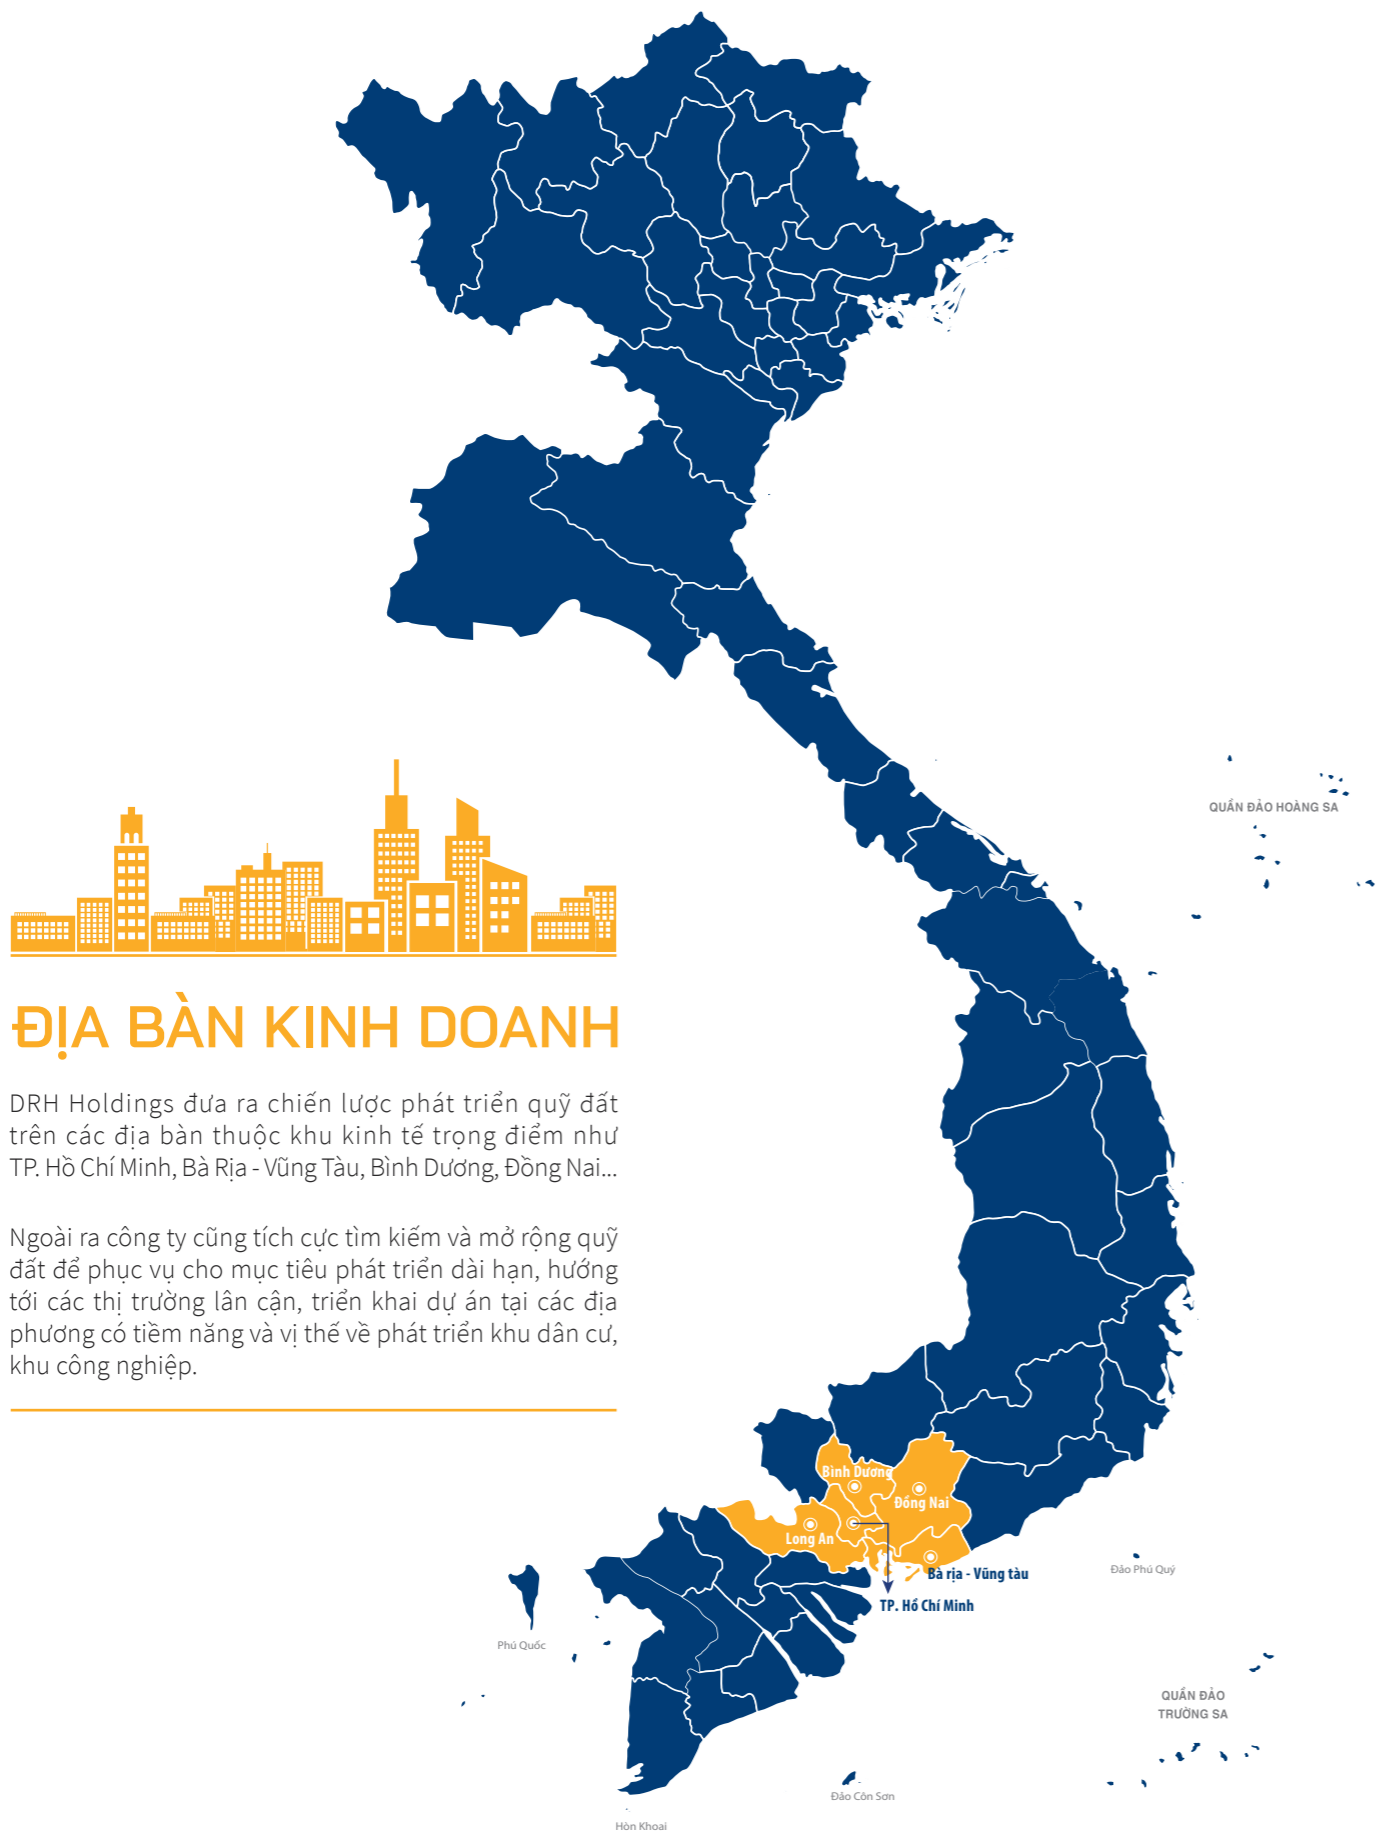 QUẦN ĐẢO HOÀNG SA
ĐỊA BÀN KINH DOANH
DRH Holdings đưa ra chiến lược phát triển quỹ đất
trên các địa bàn thuộc khu kinh tế trọng điểm như
TP. Hồ Chí Minh, Bà Rịa - Vũng Tàu, Bình Dương, Đồng Nai...
Ngoài ra công ty cũng tích cực tìm kiếm và mở rộng quỹ
đất để phục vụ cho mục tiêu phát triển dài hạn, hướng
tới các thị trường lân cận, triển khai dự án tại các địa
phương có tiềm năng và vị thế về phát triển khu dân cư,
khu công nghiệp.
Bình Dương
Đồng Nai
Long An
Bà rịa - Vũng tàu
TP. Hồ Chí Minh
Đảo Phú Quý
Phú Quốc
QUẦN ĐẢO
TRƯỜNG SA
Đảo Côn Sơn
Hòn Khoai